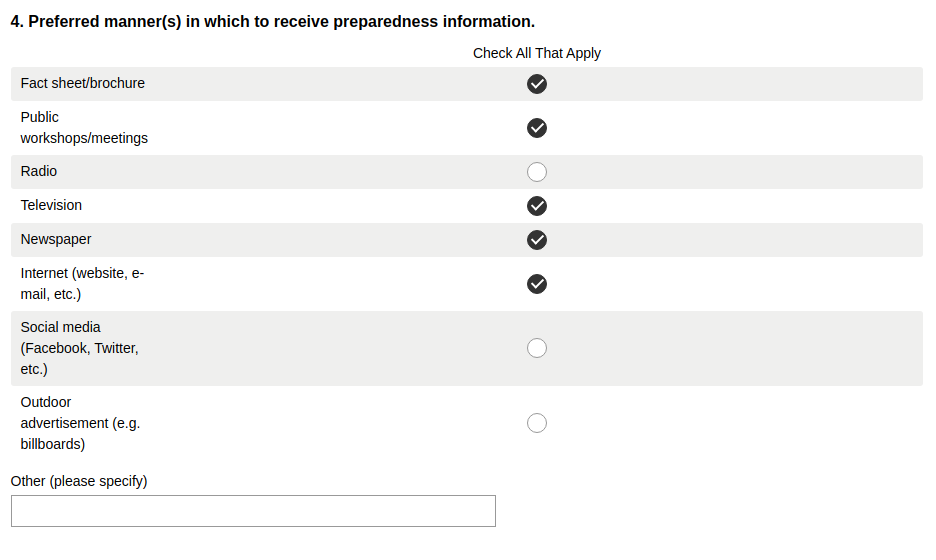 4. Preferred manner(s) in which to receive preparedness information.
Check All That Apply
Fact sheet/brochure
Public
workshops/meetings
Radio
Television
Newspaper
Internet (website, e-
mail, etc.)
Social media
(Facebook, Twitter,
etc.)
Outdoor
advertisement (e.g.
billboards)
Other (please specify)